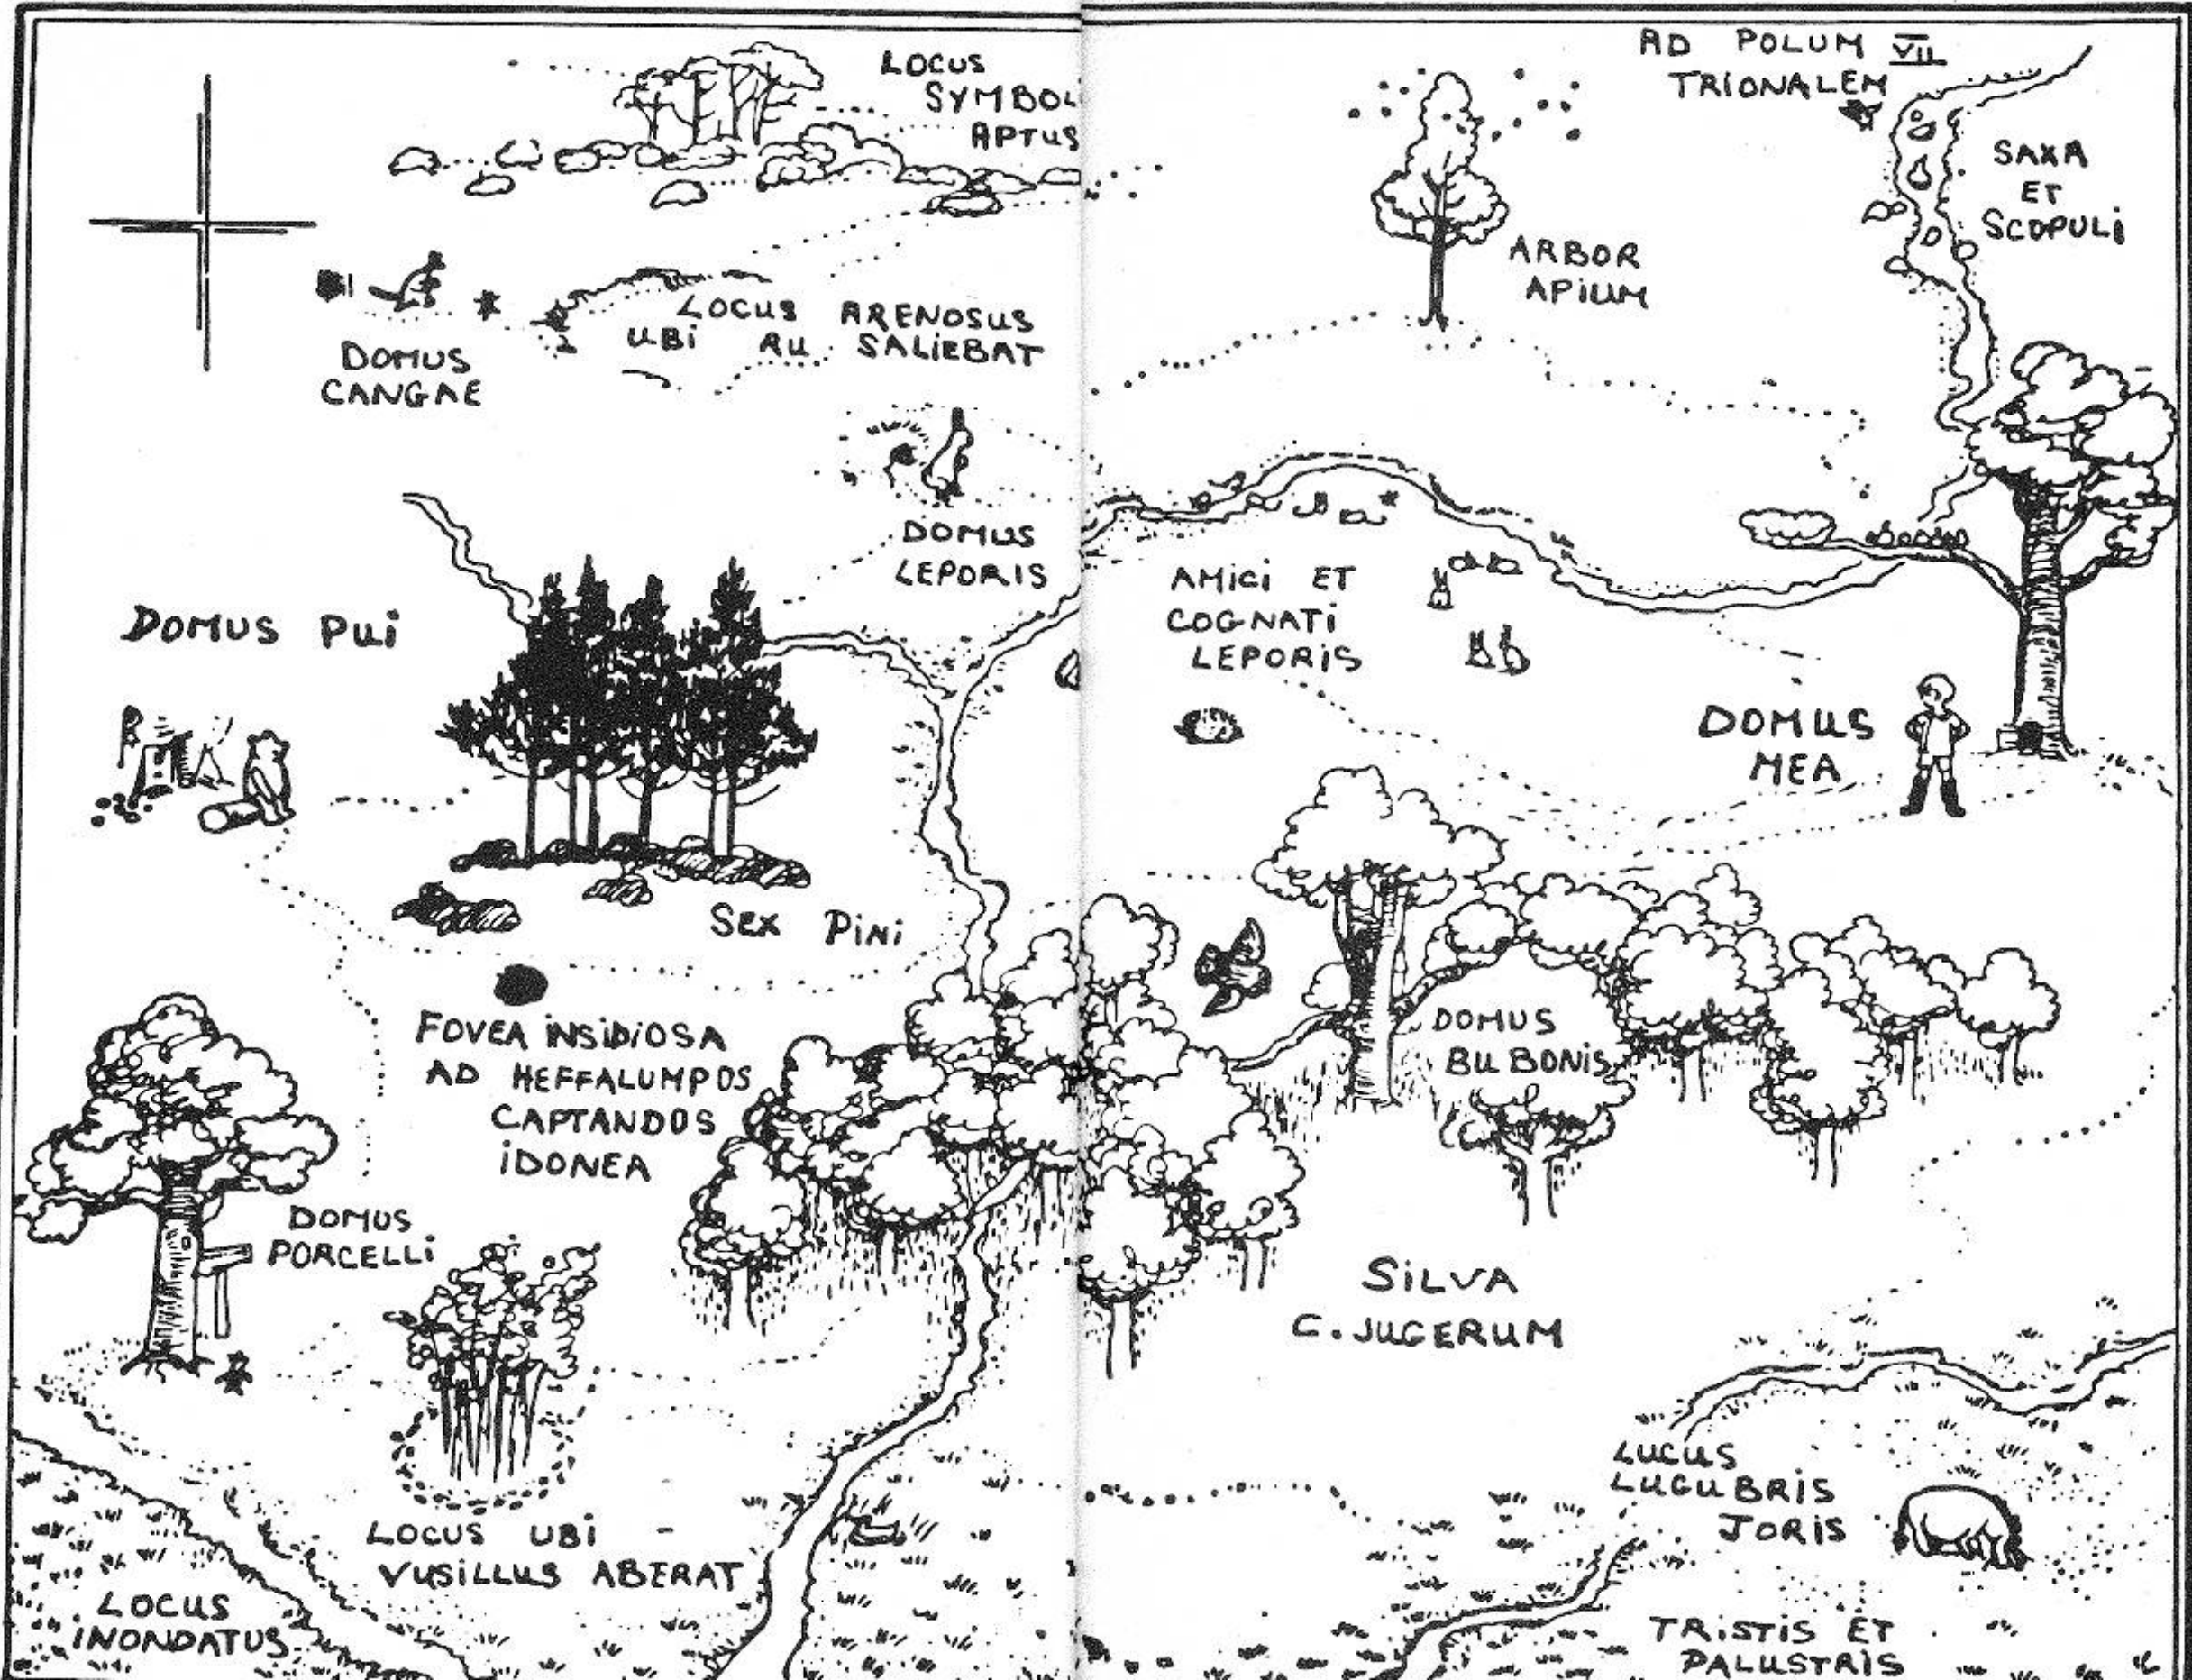 LOCUS
SYMBOLI
APTUS
AD POLUM VII
TRIONALEM
SAXA
ET
SCOPULI
ARBOR
APIUM
LOCUS ARENOSUS
UBI RU SALIEBAT
DOMUS
CANGAE
DOMUS
LEPORIS
AMICI ET
COGNATI
LEPORIS
DOMUS PUI
DOMUS
MEA
SEX PINI
FOVEA INSIDIOSA
AD HEFFALUMPOS
CAPTANDOS
IDONEA
DOMUS
BUBONIS
DOMUS
PORCELLI
SILVA
C. JUGERUM
LOCUS UBI -
VUSILLUS ABERAT
LOCUS
INONDATUS
LUCUS
LUGUBRIS
JORIS
TRISTIS ET
PALUSTRIS